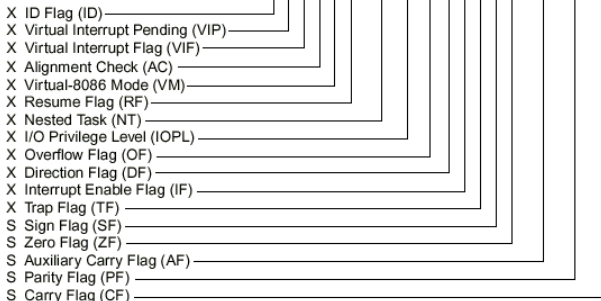 X ID Flag (ID)
X Virtual Interrupt Pending (VIP)
X Virtual Interrupt Flag (VIF)
X Alignment Check (AC)
X Virtual-8086 Mode (VM)
X Resume Flag (RF)
X Nested Task (NT)
X I/O Privilege Level (IOPL)
X Overflow Flag (OF)
X Direction Flag (DF)
X Interrupt Enable Flag (IF)
X Trap Flag (TF)
S Sign Flag (SF)
S Zero Flag (ZF)
S Auxiliary Carry Flag (AF)
S Parity Flag (PF)
S Carry Flag (CF)